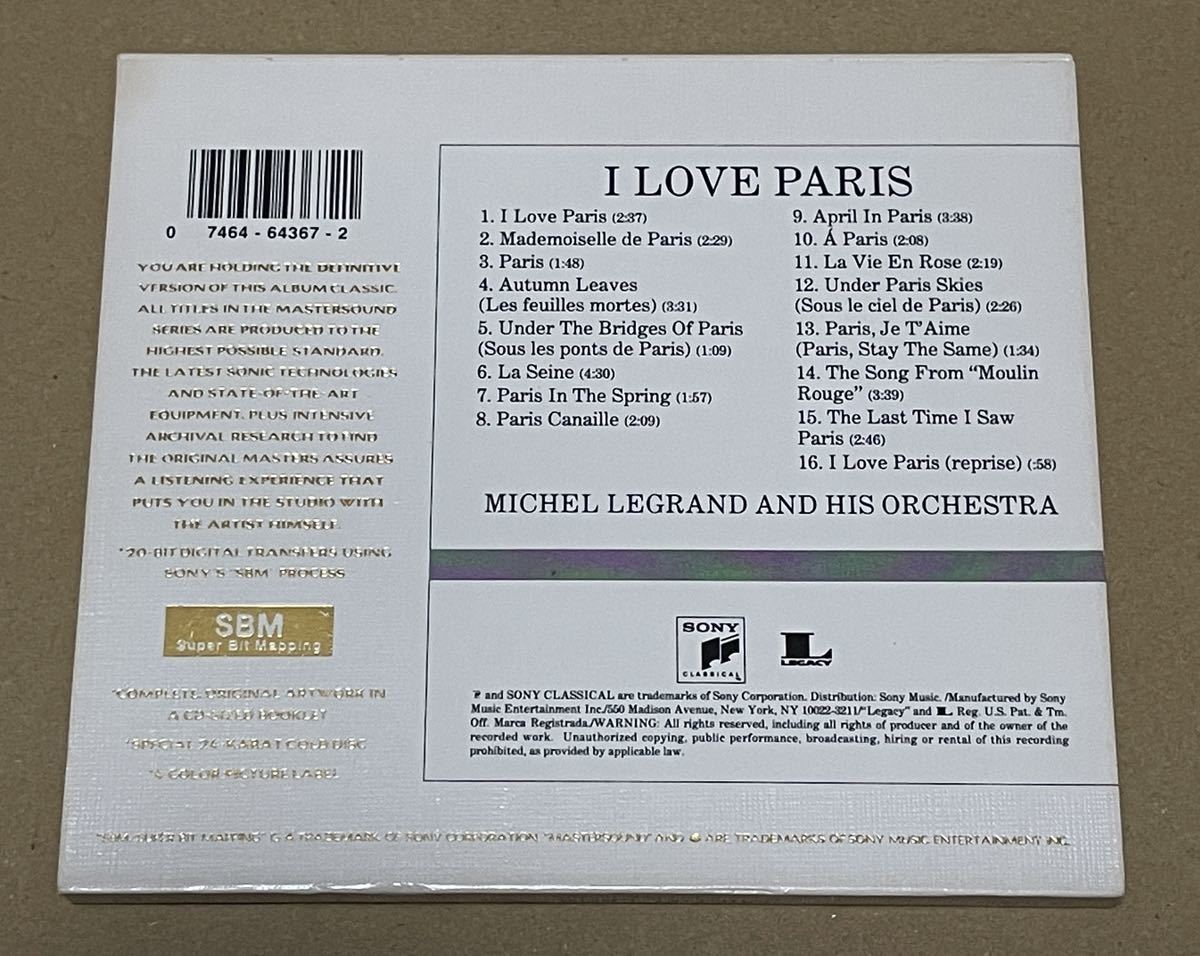 0 7464 - 64367 - 2
YOU ARE HOLDING THE DEFINITIVE
VERSION OF THIS ALBUM CLASSIC.
ALL TITLES IN THE MASTERSOUND
SERIES ARE PRODUCED TO THE
HIGHEST POSSIBLE STANDARD.
THE LATEST SONIC TECHNOLOGIES
AND STATE-OF-THE-ART
EQUIPMENT, PLUS INTENSIVE
ARCHIVAL RESEARCH TO FIND
THE ORIGINAL MASTERS ASSURES
A LISTENING EXPERIENCE THAT
PUTS YOU IN THE STUDIO WITH
THE ARTIST HIMSELF.
*20-BIT DIGITAL TRANSFERS USING
SONY'S "SBM" PROCESS
SBM
Super Bit Mapping
*COMPLETE ORIGINAL ARTWORK IN
A CD-SIZED BOOKLET
*SPECIAL 24-KARAT GOLD DISC
*4 COLOR PICTURE LABEL
I LOVE PARIS
1. I Love Paris (2:37)
2. Mademoiselle de Paris (2:29)
3. Paris (1:48)
4. Autumn Leaves
(Les feuilles mortes) (3:31)
5. Under The Bridges Of Paris
(Sous les ponts de Paris) (1:09)
6. La Seine (4:30)
7. Paris In The Spring (1:57)
8. Paris Canaille (2:09)
9. April In Paris (3:38)
10. Á Paris (2:08)
11. La Vie En Rose (2:19)
12. Under Paris Skies
(Sous le ciel de Paris) (2:26)
13. Paris, Je T'Aime
(Paris, Stay The Same) (1:34)
14. The Song From "Moulin
Rouge" (3:39)
15. The Last Time I Saw
Paris (2:46)
16. I Love Paris (reprise) (:58)
MICHEL LEGRAND AND HIS ORCHESTRA
SONY
CLASSICAL
L
LEGACY
and SONY CLASSICAL are trademarks of Sony Corporation. Distribution: Sony Music. /Manufactured by Sony
Music Entertainment Inc./550 Madison Avenue, New York, NY 10022-3211/"Legacy" and L Reg. U.S. Pat. & Tm.
Off. Marca Registrada/WARNING: All rights reserved, including all rights of producer and of the owner of the
recorded work. Unauthorized copying, public performance, broadcasting, hiring or rental of this recording
prohibited, as provided by applicable law.
"SBM-SUPER BIT MAPPING" IS A TRADEMARK OF SONY CORPORATION. "MASTERSOUND" AND ARE TRADEMARKS OF SONY MUSIC ENTERTAINMENT INC.